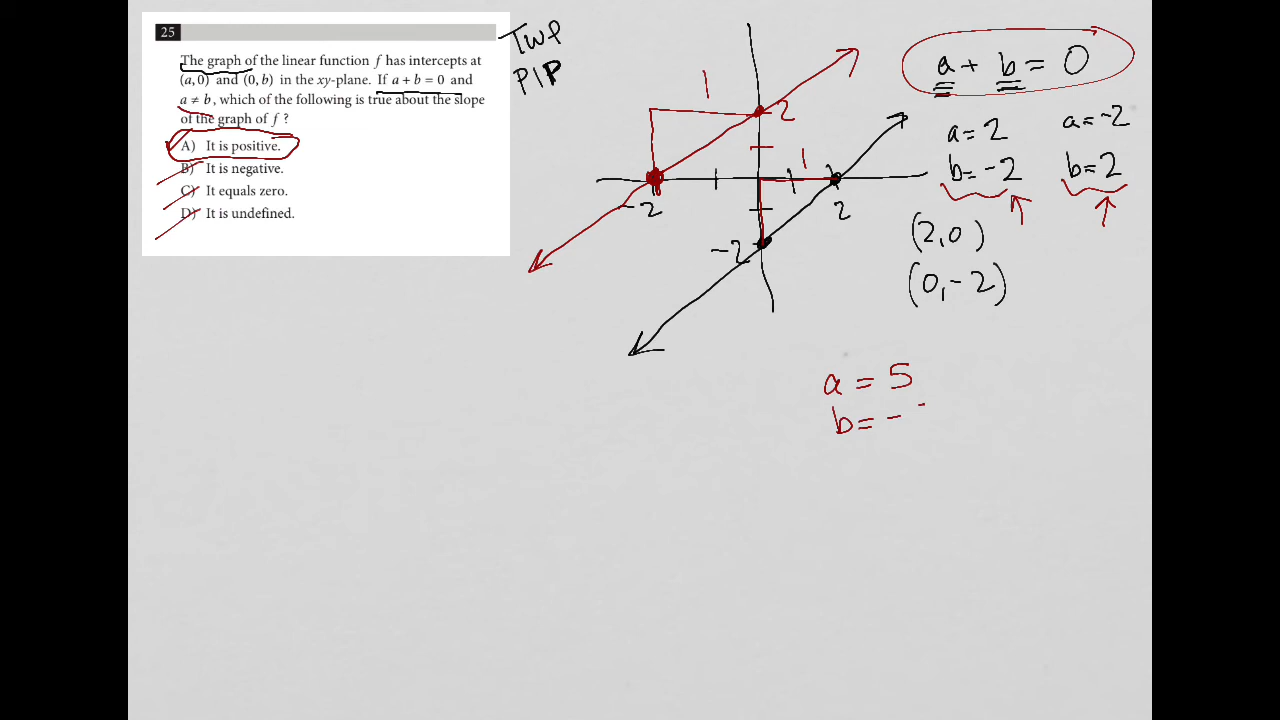 25
The graph of the linear function f has intercepts at
(a, 0) and (0, b) in the xy-plane. If a + b = 0 and
a ≠ b, which of the following is true about the slope
of the graph of f ?
A) It is positive.
B) It is negative.
C) It equals zero.
D) It is undefined.
PIP
1
2
-2
1
2
-2
a + b = 0
a = 2
b = -2
a = -2
b = 2
(2, 0)
(0, -2)
a = 5
b = -